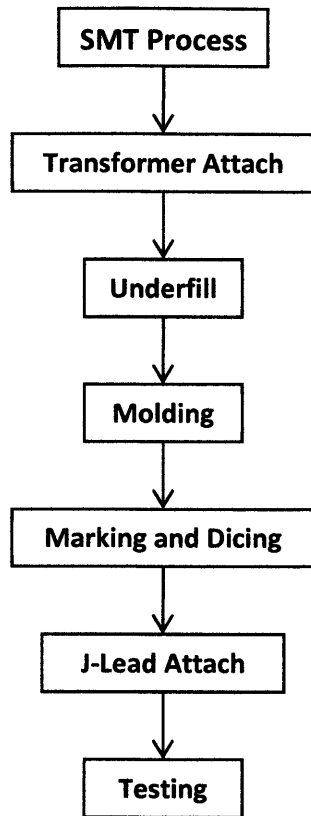 SMT Process
Transformer Attach
Underfill
Molding
Marking and Dicing
J-Lead Attach
Testing